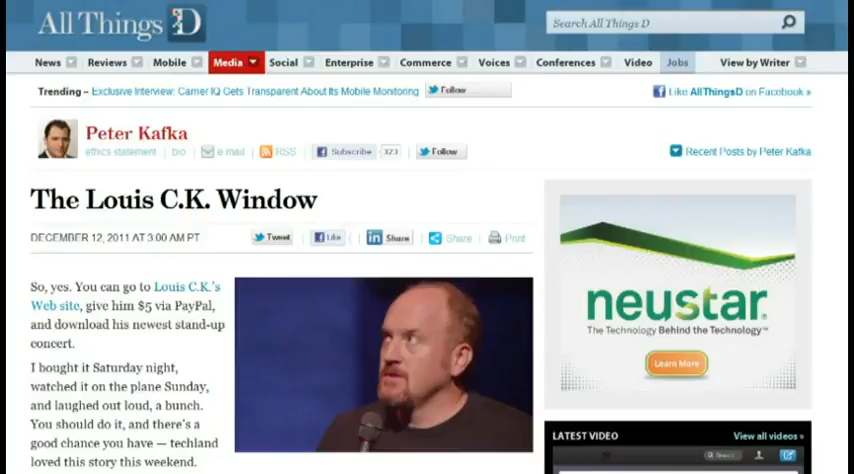 All Things D
Search All Things D
News Reviews Mobile Media Social Enterprise Commerce Voices Conferences Video Jobs View by Writer
Trending – Exclusive Interview: Carrier IQ Gets Transparent About Its Mobile Monitoring Follow
Like AllThingsD on Facebook »
Peter Kafka
ethics statement | bio | e-mail | RSS | Subscribe 323 Follow
Recent Posts by Peter Kafka
The Louis C.K. Window
DECEMBER 12, 2011 AT 3:00 AM PT
Tweet | Like | Share | Share | Print
So, yes. You can go to Louis C.K.'s
Web site, give him $5 via PayPal,
and download his newest stand-up
concert.
I bought it Saturday night,
watched it on the plane Sunday,
and laughed out loud, a bunch.
You should do it, and there's a
good chance you have — techland
loved this story this weekend.
neustar®
The Technology Behind the Technology™
Learn More
LATEST VIDEO View all videos »